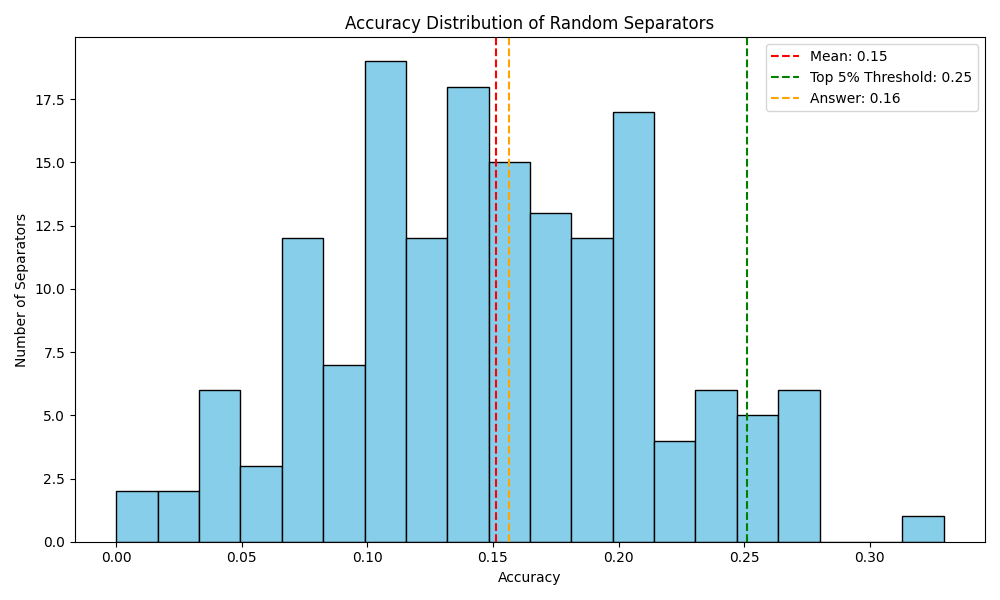 Accuracy Distribution of Random Separators
Mean: 0.15
Top 5% Threshold: 0.25
Answer: 0.16
Number of Separators
17.5
15.0
12.5
10.0
7.5
5.0
2.5
0.0
0.00 0.05 0.10 0.15 0.20 0.25 0.30
Accuracy